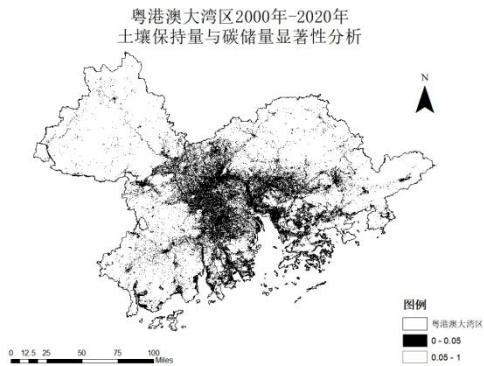 粤港澳大湾区2000年-2020年
土壤保持量与碳储量显著性分析
N
图例
粤港澳大湾区
0 - 0.05
0.05 - 1
0 12.5 25 50 75 100
Miles